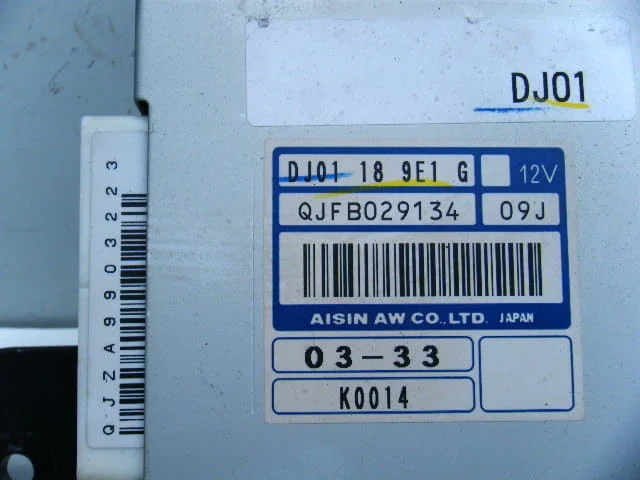 DJ01
DJ01 18 9E1 G
12V
QJFB029134
09J
AISIN AW CO.,LTD. JAPAN
03-33
K0014
QJZA9903223